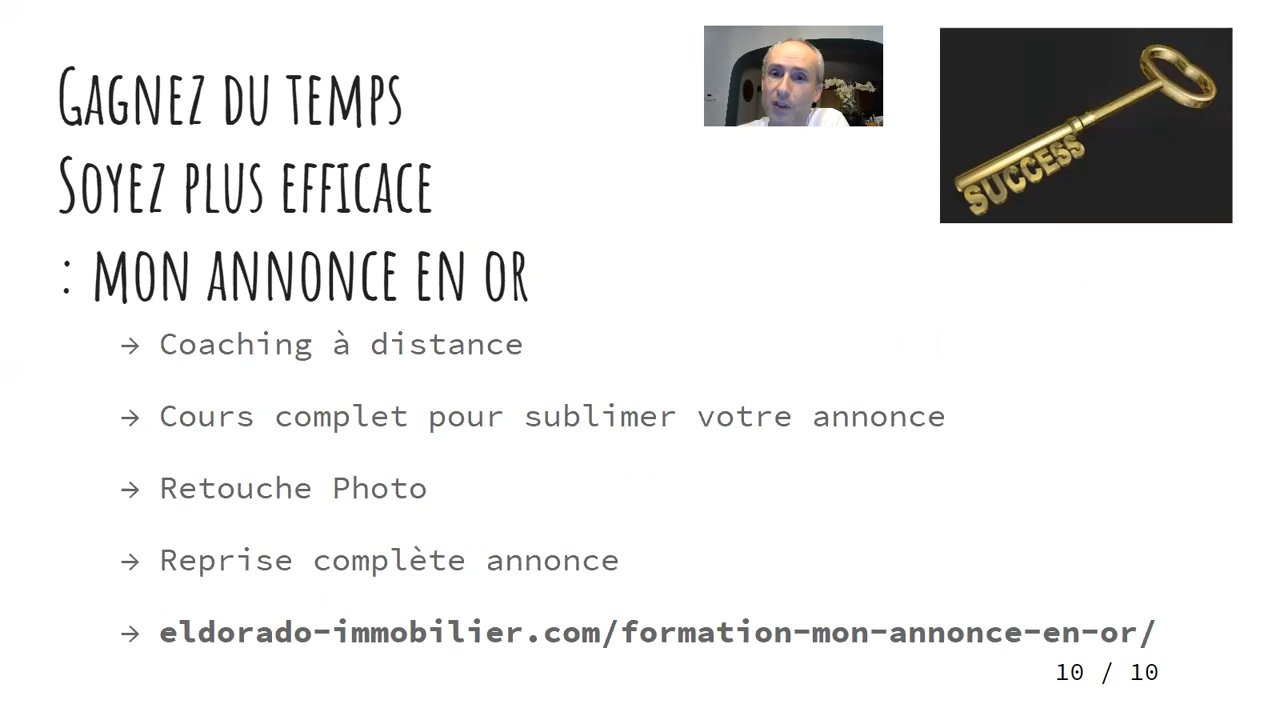 Gagnez du temps
Soyez plus efficace
: mon annonce en or
SUCCESS
→ Coaching à distance
→ Cours complet pour sublimer votre annonce
→ Retouche Photo
→ Reprise complète annonce
→ eldorado-immobilier.com/formation-mon-annonce-en-or/
10 / 10